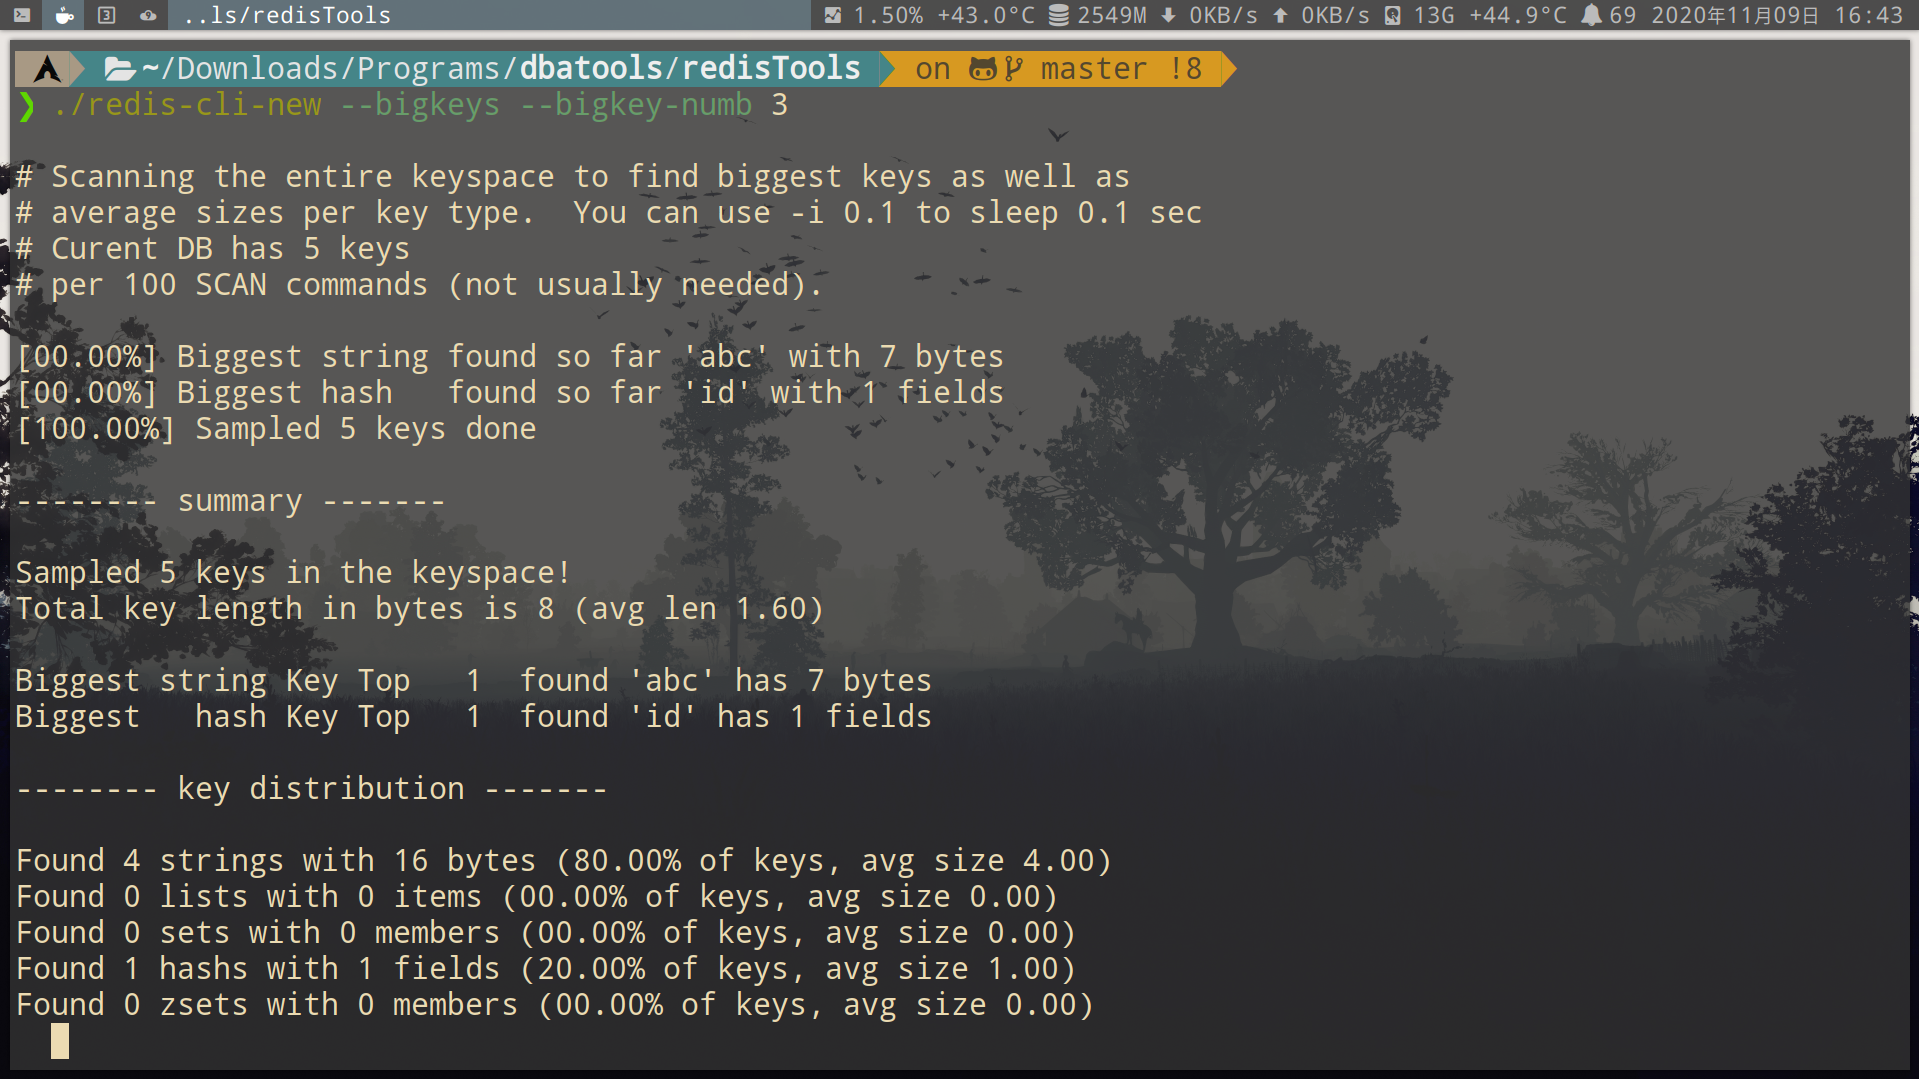 ..ls/redisTools 1.50% +43.0°C 2549M 0KB/s 0KB/s 13G +44.9°C 69 2020年11月09日 16:43
~/Downloads/Programs/dbatools/redisTools on master !8
❯ ./redis-cli-new --bigkeys --bigkey-numb 3
# Scanning the entire keyspace to find biggest keys as well as
# average sizes per key type.  You can use -i 0.1 to sleep 0.1 sec
# Curent DB has 5 keys
# per 100 SCAN commands (not usually needed).
[00.00%] Biggest string found so far 'abc' with 7 bytes
[00.00%] Biggest hash   found so far 'id' with 1 fields
[100.00%] Sampled 5 keys done
-------- summary -------
Sampled 5 keys in the keyspace!
Total key length in bytes is 8 (avg len 1.60)
Biggest string Key Top   1  found 'abc' has 7 bytes
Biggest   hash Key Top   1  found 'id' has 1 fields
-------- key distribution -------
Found 4 strings with 16 bytes (80.00% of keys, avg size 4.00)
Found 0 lists with 0 items (00.00% of keys, avg size 0.00)
Found 0 sets with 0 members (00.00% of keys, avg size 0.00)
Found 1 hashs with 1 fields (20.00% of keys, avg size 1.00)
Found 0 zsets with 0 members (00.00% of keys, avg size 0.00)